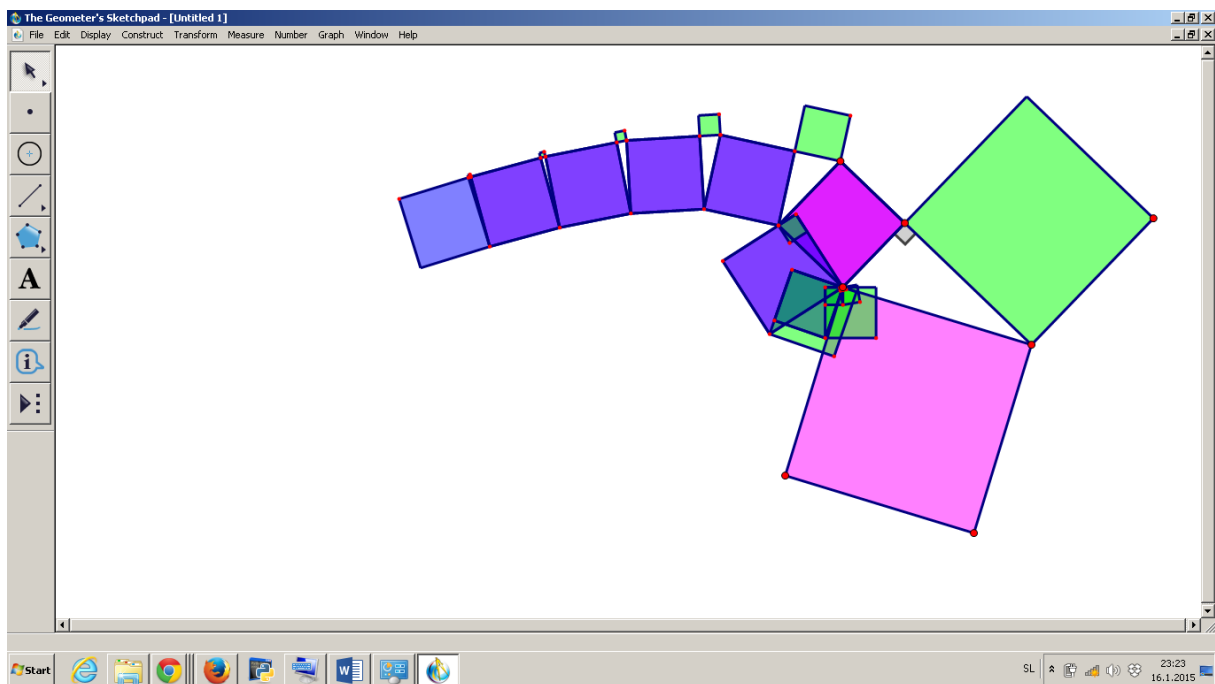 The Geometer's Sketchpad - [Untitled 1]
File Edit Display Construct Transform Measure Number Graph Window Help
A
Start
SL
23:23
16.1.2015